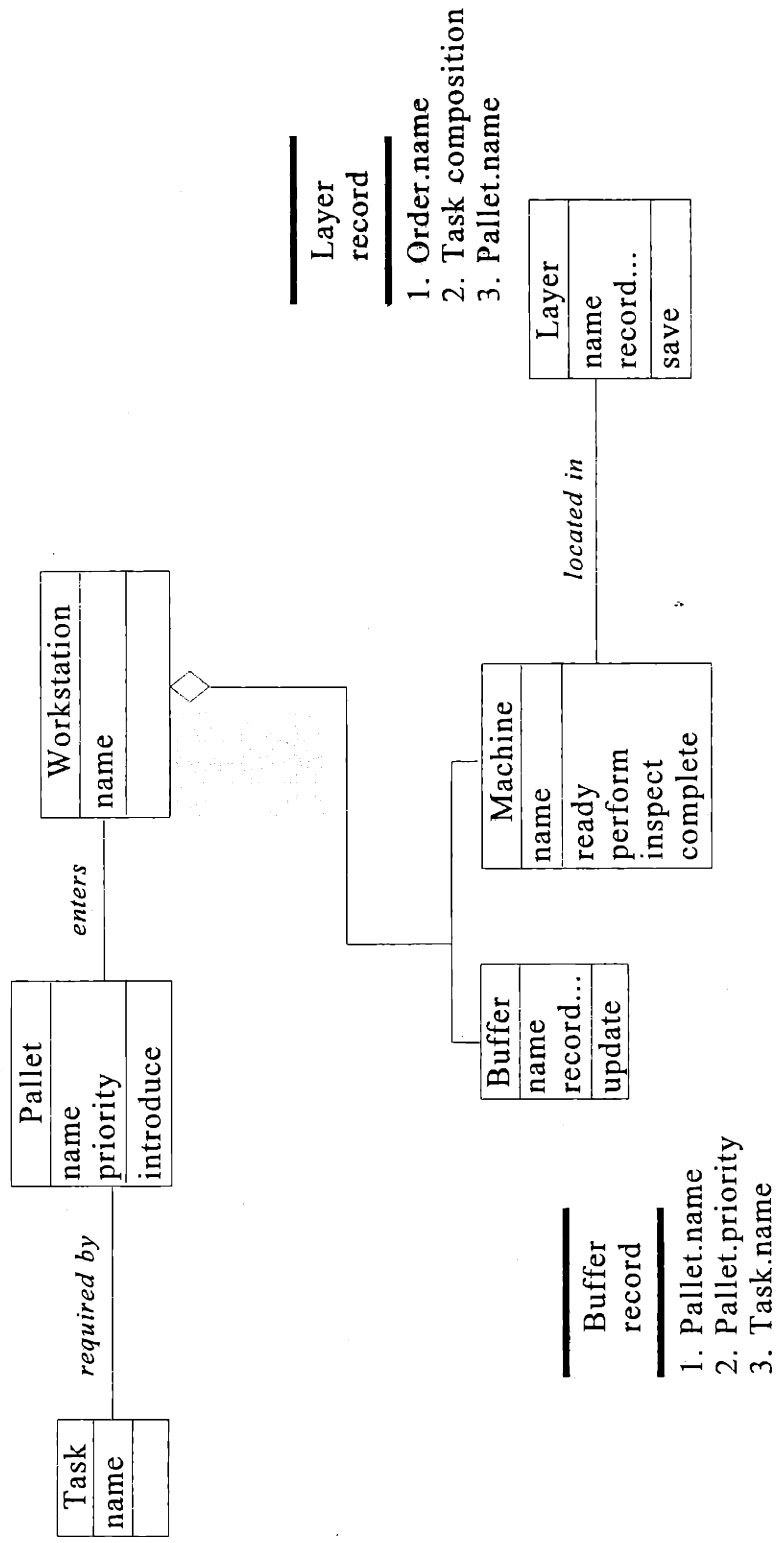 Task
name
required by
Pallet
name
priority
introduce
enters
Workstation
name
Buffer
record
1. Pallet.name
2. Pallet.priority
3. Task.name
Buffer
name
record...
update
Machine
name
ready
perform
inspect
complete
located in
Layer
name
record...
save
Layer
record
1. Order.name
2. Task composition
3. Pallet.name